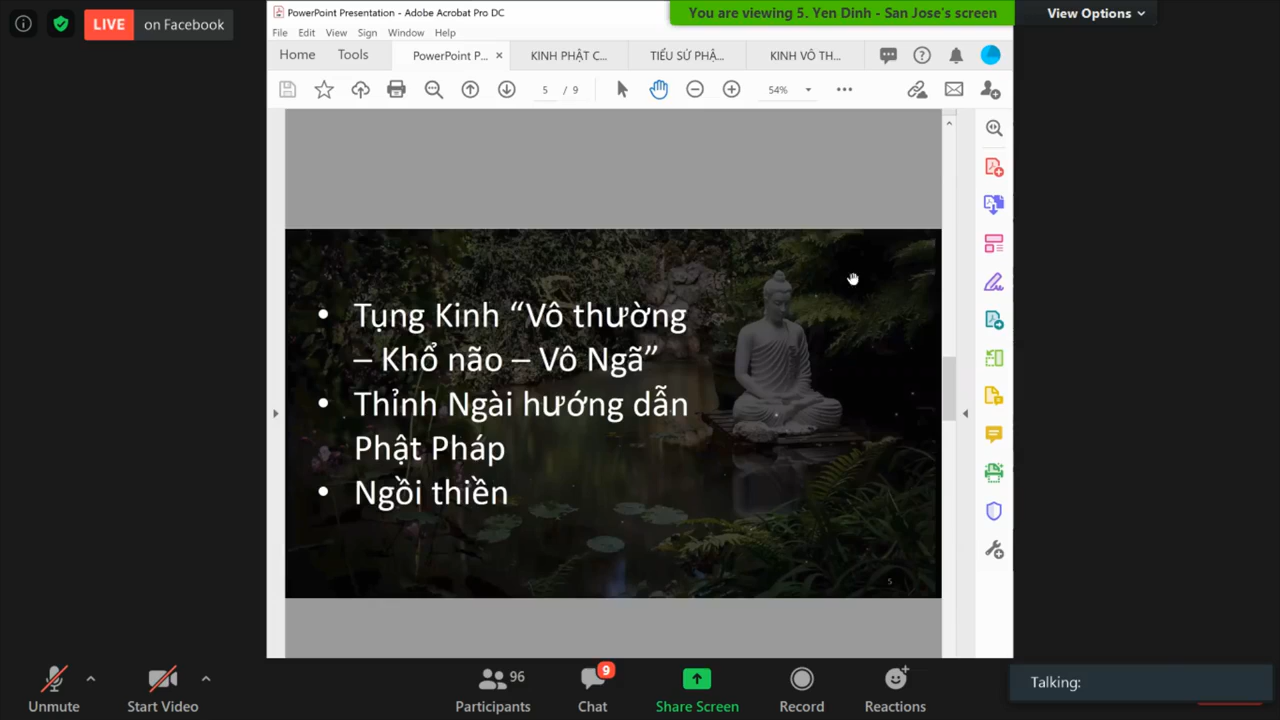 LIVE on Facebook
PowerPoint Presentation - Adobe Acrobat Pro DC
You are viewing 5. Yen Dinh - San Jose's screen
View Options
File Edit View Sign Window Help
Home Tools PowerPoint P... × KINH PHẬT C... TIỂU SỬ PHẬ... KINH VÔ TH...
5 / 9 54%
• Tụng Kinh “Vô thường
– Khổ não – Vô Ngã”
• Thỉnh Ngài hướng dẫn
Phật Pháp
• Ngồi thiền
5
Talking:
96
9
Unmute Start Video Participants Chat Share Screen Record Reactions